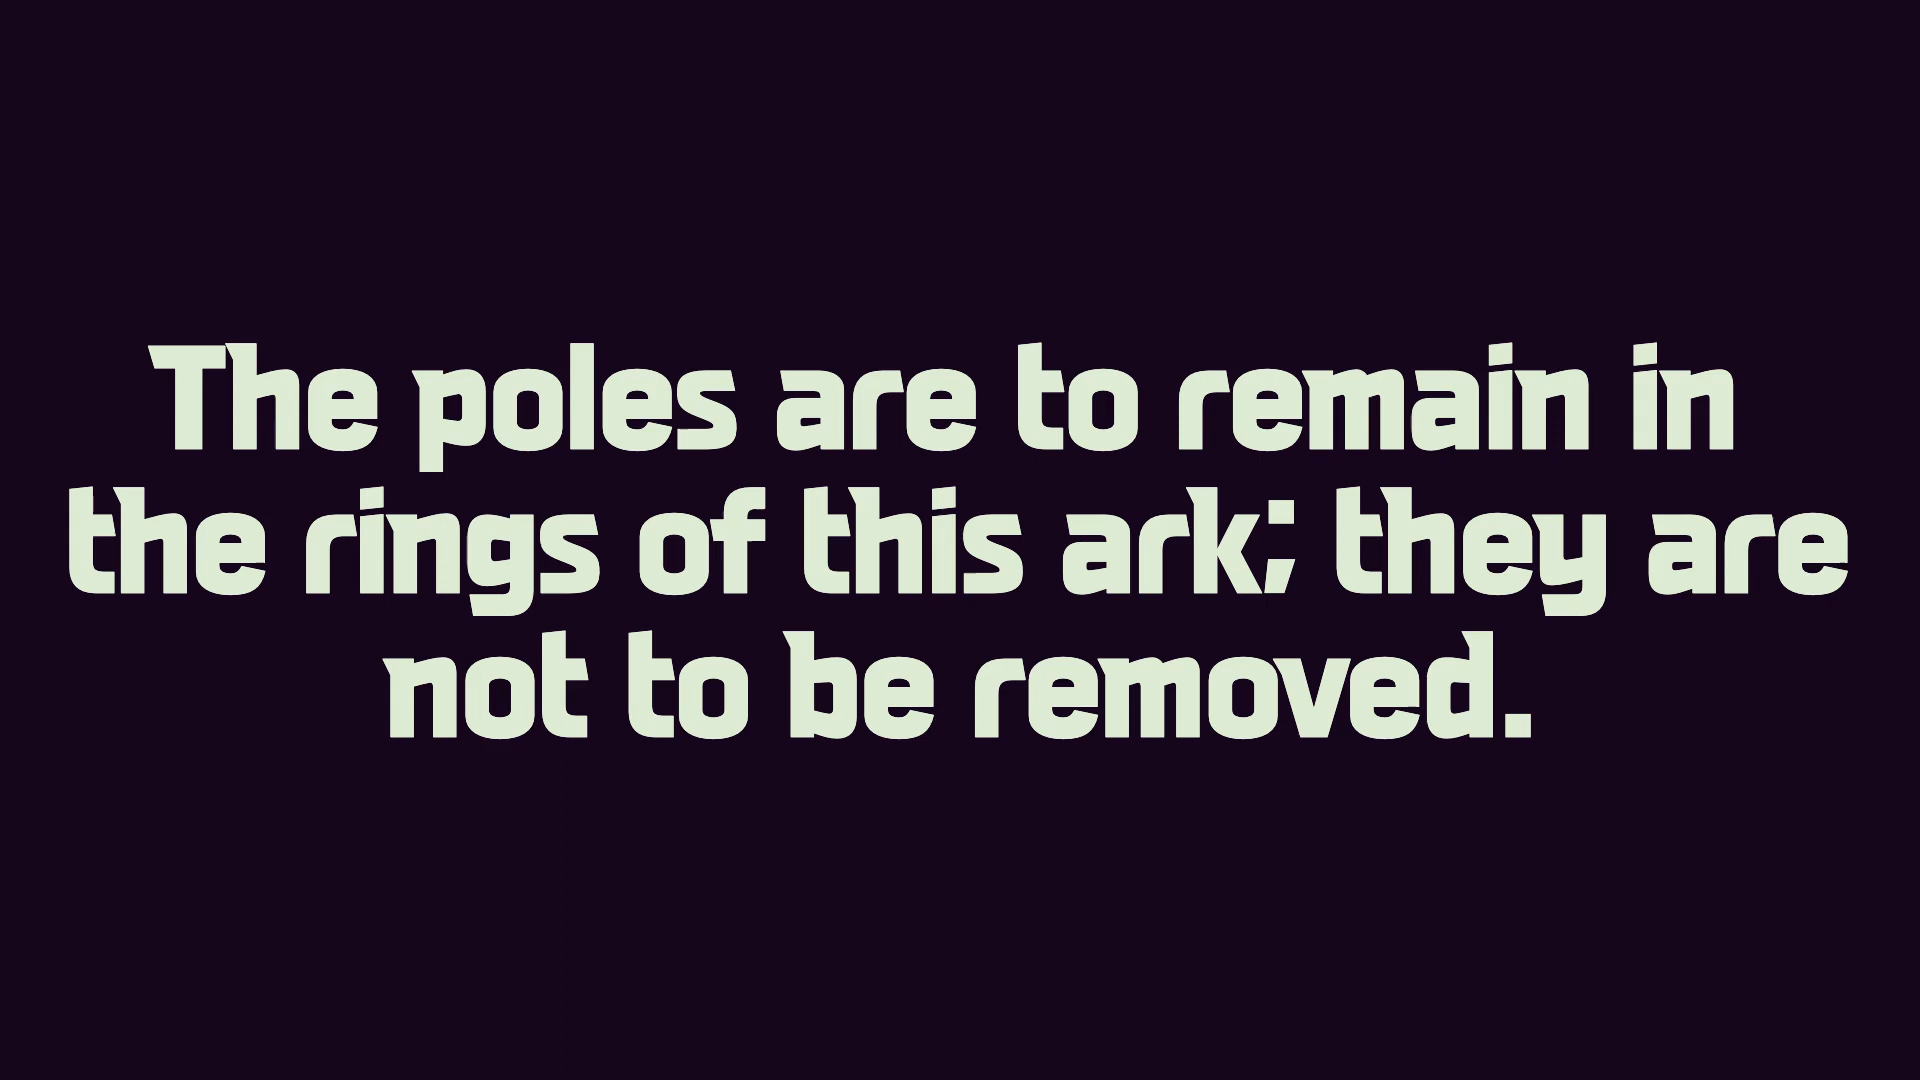 The poles are to remain in
the rings of this ark; they are
not to be removed.